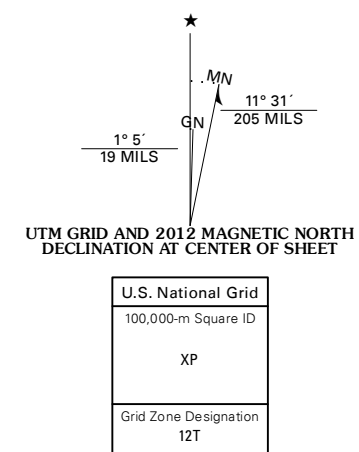 MN
GN
11° 31´
205 MILS
1° 5´
19 MILS
UTM GRID AND 2012 MAGNETIC NORTH
DECLINATION AT CENTER OF SHEET
U.S. National Grid
100,000-m Square ID
XP
Grid Zone Designation
12T